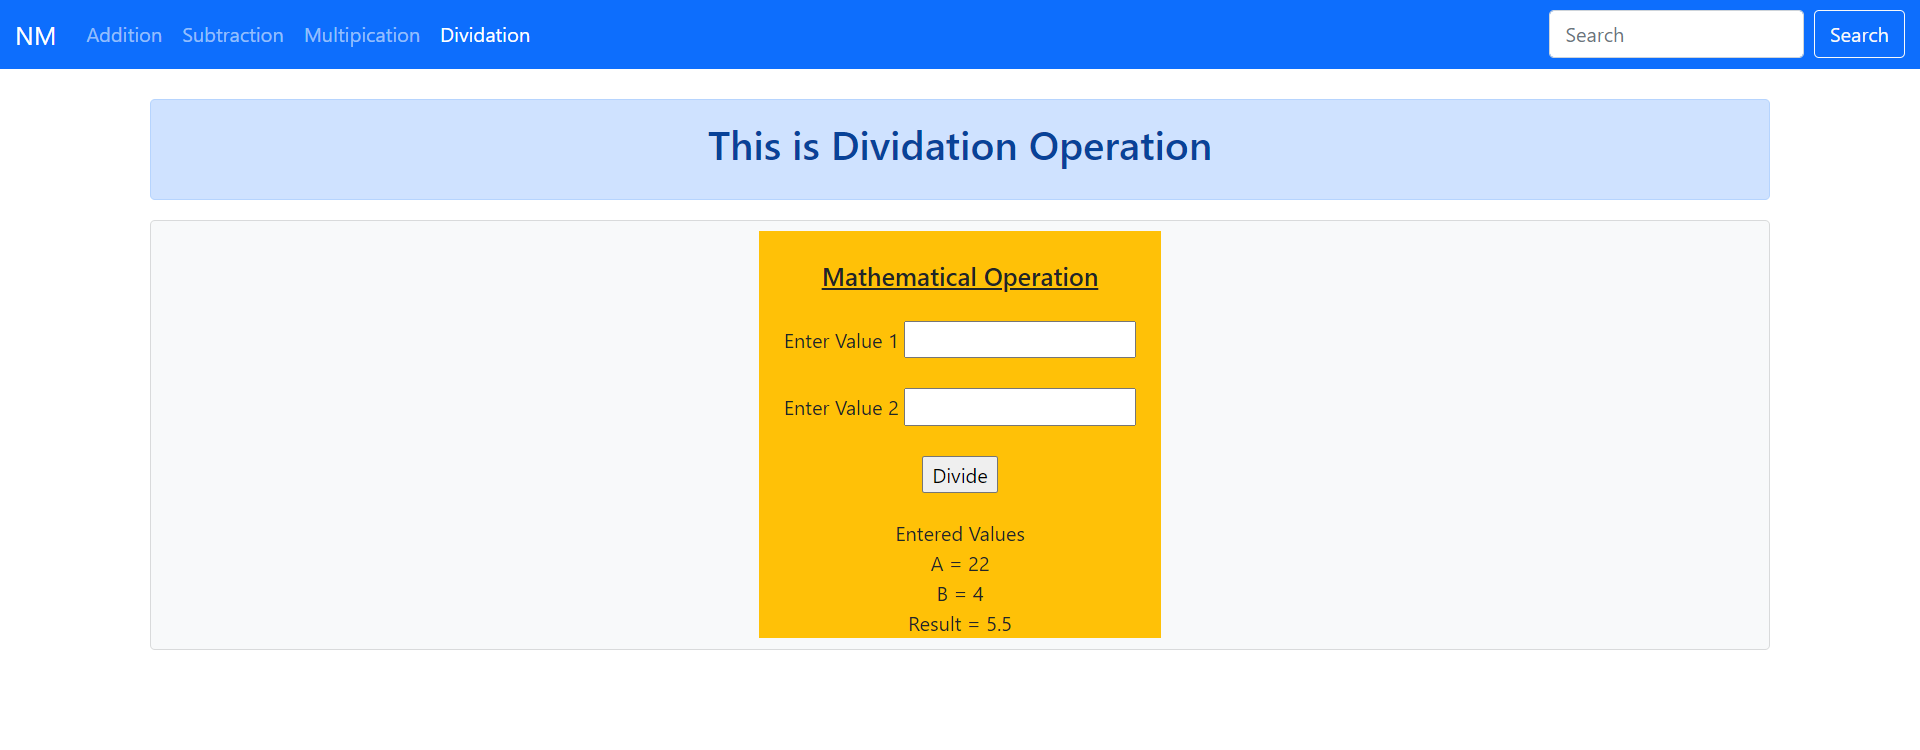 NM Addition Subtraction Multipication Dividation Search Search
This is Dividation Operation
Mathematical Operation
Enter Value 1
Enter Value 2
Divide
Entered Values
A = 22
B = 4
Result = 5.5